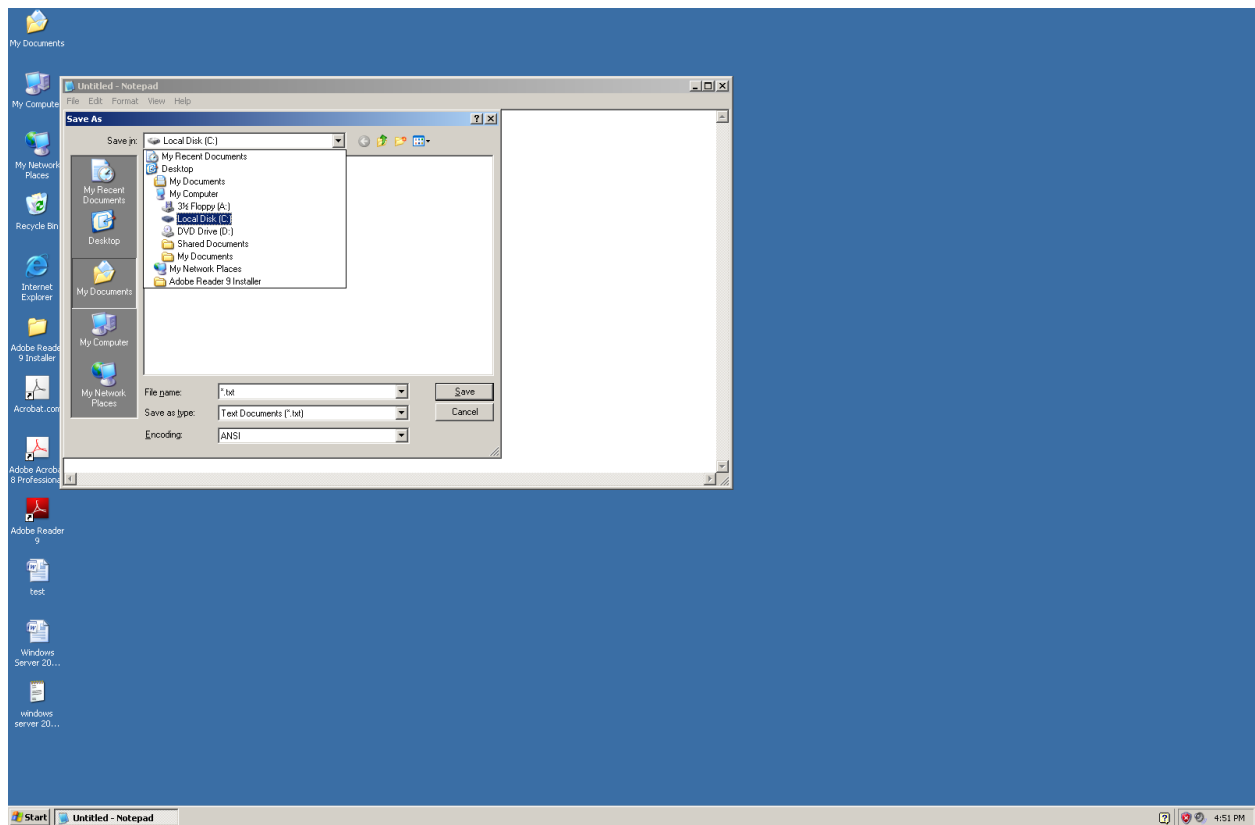 My Documents
My Compute
My Network
Places
Recycle Bin
Internet
Explorer
Adobe Reade
9 Installer
Acrobat.com
Adobe Acroba
8 Professiona
Adobe Reader
9
test
Windows
Server 20...
windows
server 20...
Untitled - Notepad
File Edit Format View Help
Save As
Save in:
Local Disk (C:)
My Recent Documents
Desktop
My Documents
My Computer
3½ Floppy (A:)
Local Disk (C:)
DVD Drive (D:)
Shared Documents
My Documents
My Network Places
Adobe Reader 9 Installer
My Recent
Documents
Desktop
My Documents
My Computer
My Network
Places
File name:
*.txt
Save
Save as type:
Text Documents (*.txt)
Cancel
Encoding:
ANSI
Start
Untitled - Notepad
4:51 PM